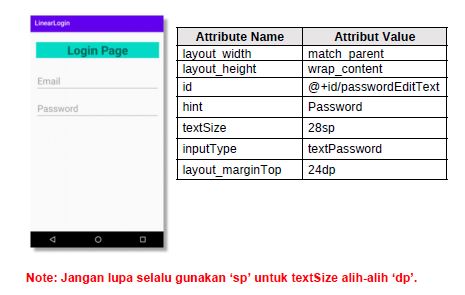 LinearLogin
Login Page
Email
Password
Attribute Name Attribut Value
layout_width match_parent
layout_height wrap_content
id @+id/passwordEditText
hint Password
textSize 28sp
inputType textPassword
layout_marginTop 24dp
Note: Jangan lupa selalu gunakan ‘sp’ untuk textSize alih-alih ‘dp’.